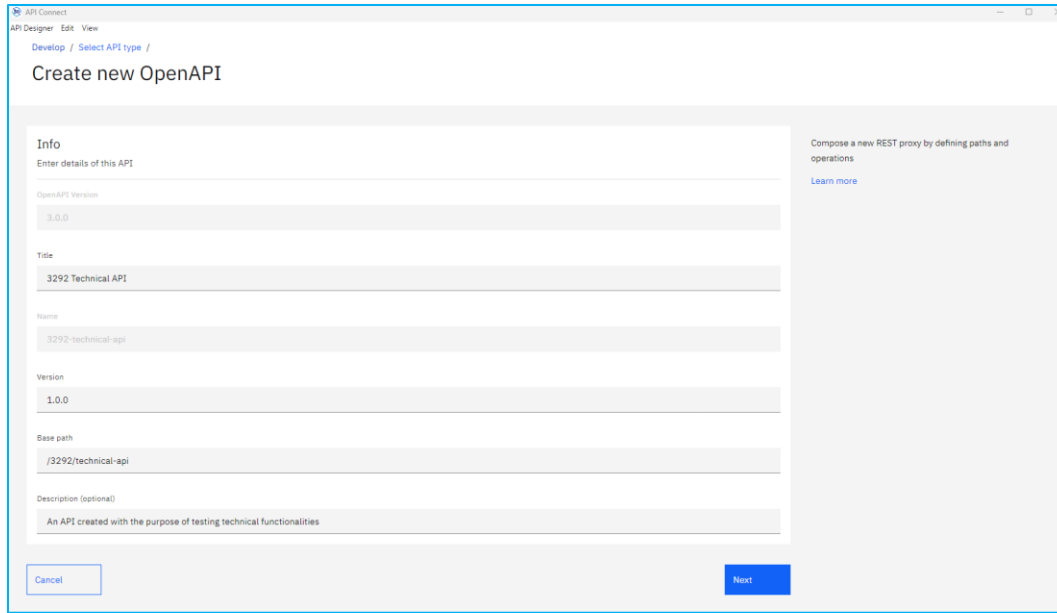 API Connect
API Designer Edit View
Develop / Select API type /
Create new OpenAPI
Info
Enter details of this API
OpenAPI Version
3.0.0
Title
3292 Technical API
Name
3292-technical-api
Version
1.0.0
Base path
/3292/technical-api
Description (optional)
An API created with the purpose of testing technical functionalities
Cancel
Next
Compose a new REST proxy by defining paths and
operations
Learn more